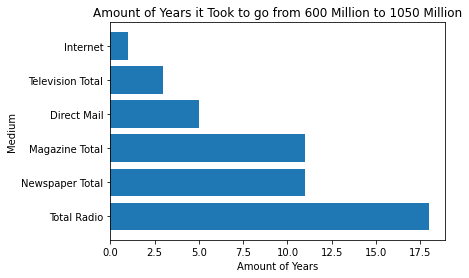 Amount of Years it Took to go from 600 Million to 1050 Million
Internet
Television Total
Direct Mail
Magazine Total
Newspaper Total
Total Radio
Medium
0.0 2.5 5.0 7.5 10.0 12.5 15.0 17.5
Amount of Years